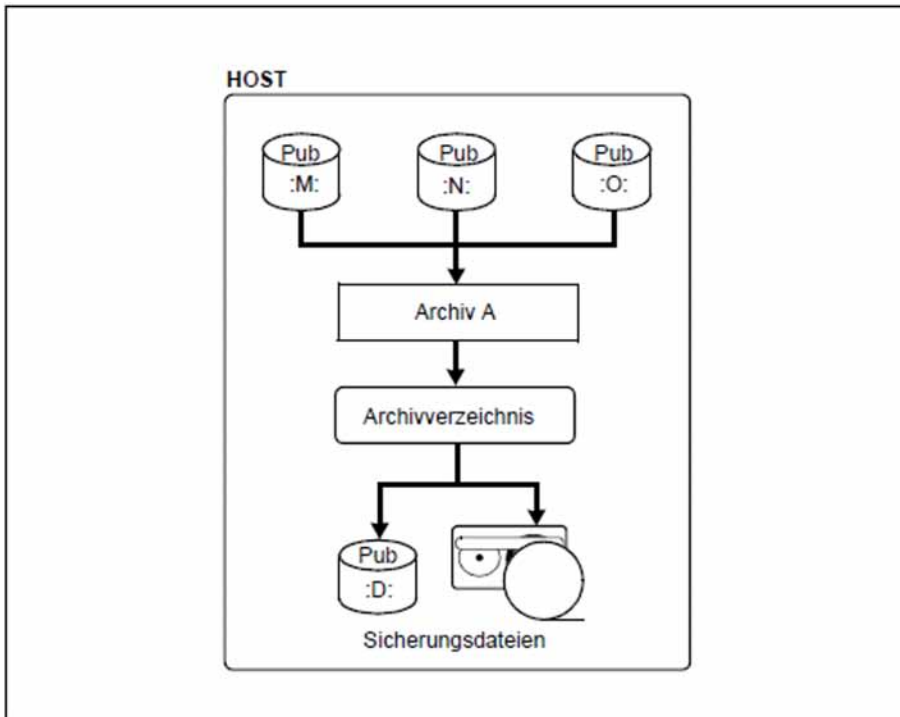 HOST
Pub
:M:
Pub
:N:
Pub
:O:
Archiv A
Archivverzeichnis
Pub
:D:
Sicherungsdateien